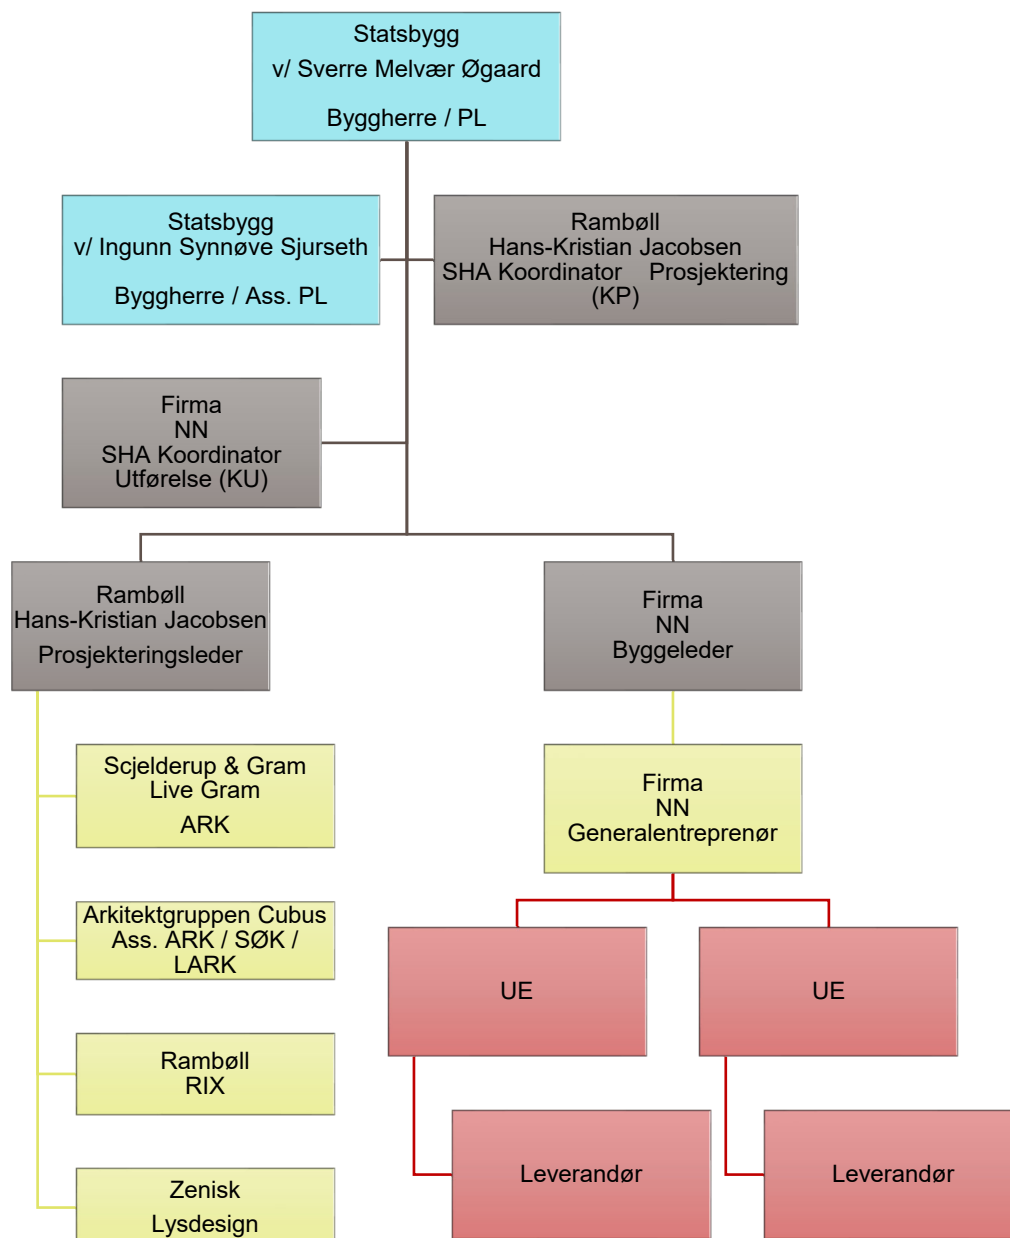 Statsbygg
v/ Sverre Melvær Øgaard
Byggherre / PL
Statsbygg
v/ Ingunn Synnøve Sjurseth
Byggherre / Ass. PL
Rambøll
Hans-Kristian Jacobsen
SHA Koordinator Prosjektering
(KP)
Firma
NN
SHA Koordinator
Utførelse (KU)
Rambøll
Hans-Kristian Jacobsen
Prosjekteringsleder
Firma
NN
Byggeleder
Scjelderup & Gram
Live Gram
ARK
Arkitektgruppen Cubus
Ass. ARK / SØK /
LARK
Rambøll
RIX
Zenisk
Lysdesign
Firma
NN
Generalentreprenør
UE
UE
Leverandør
Leverandør